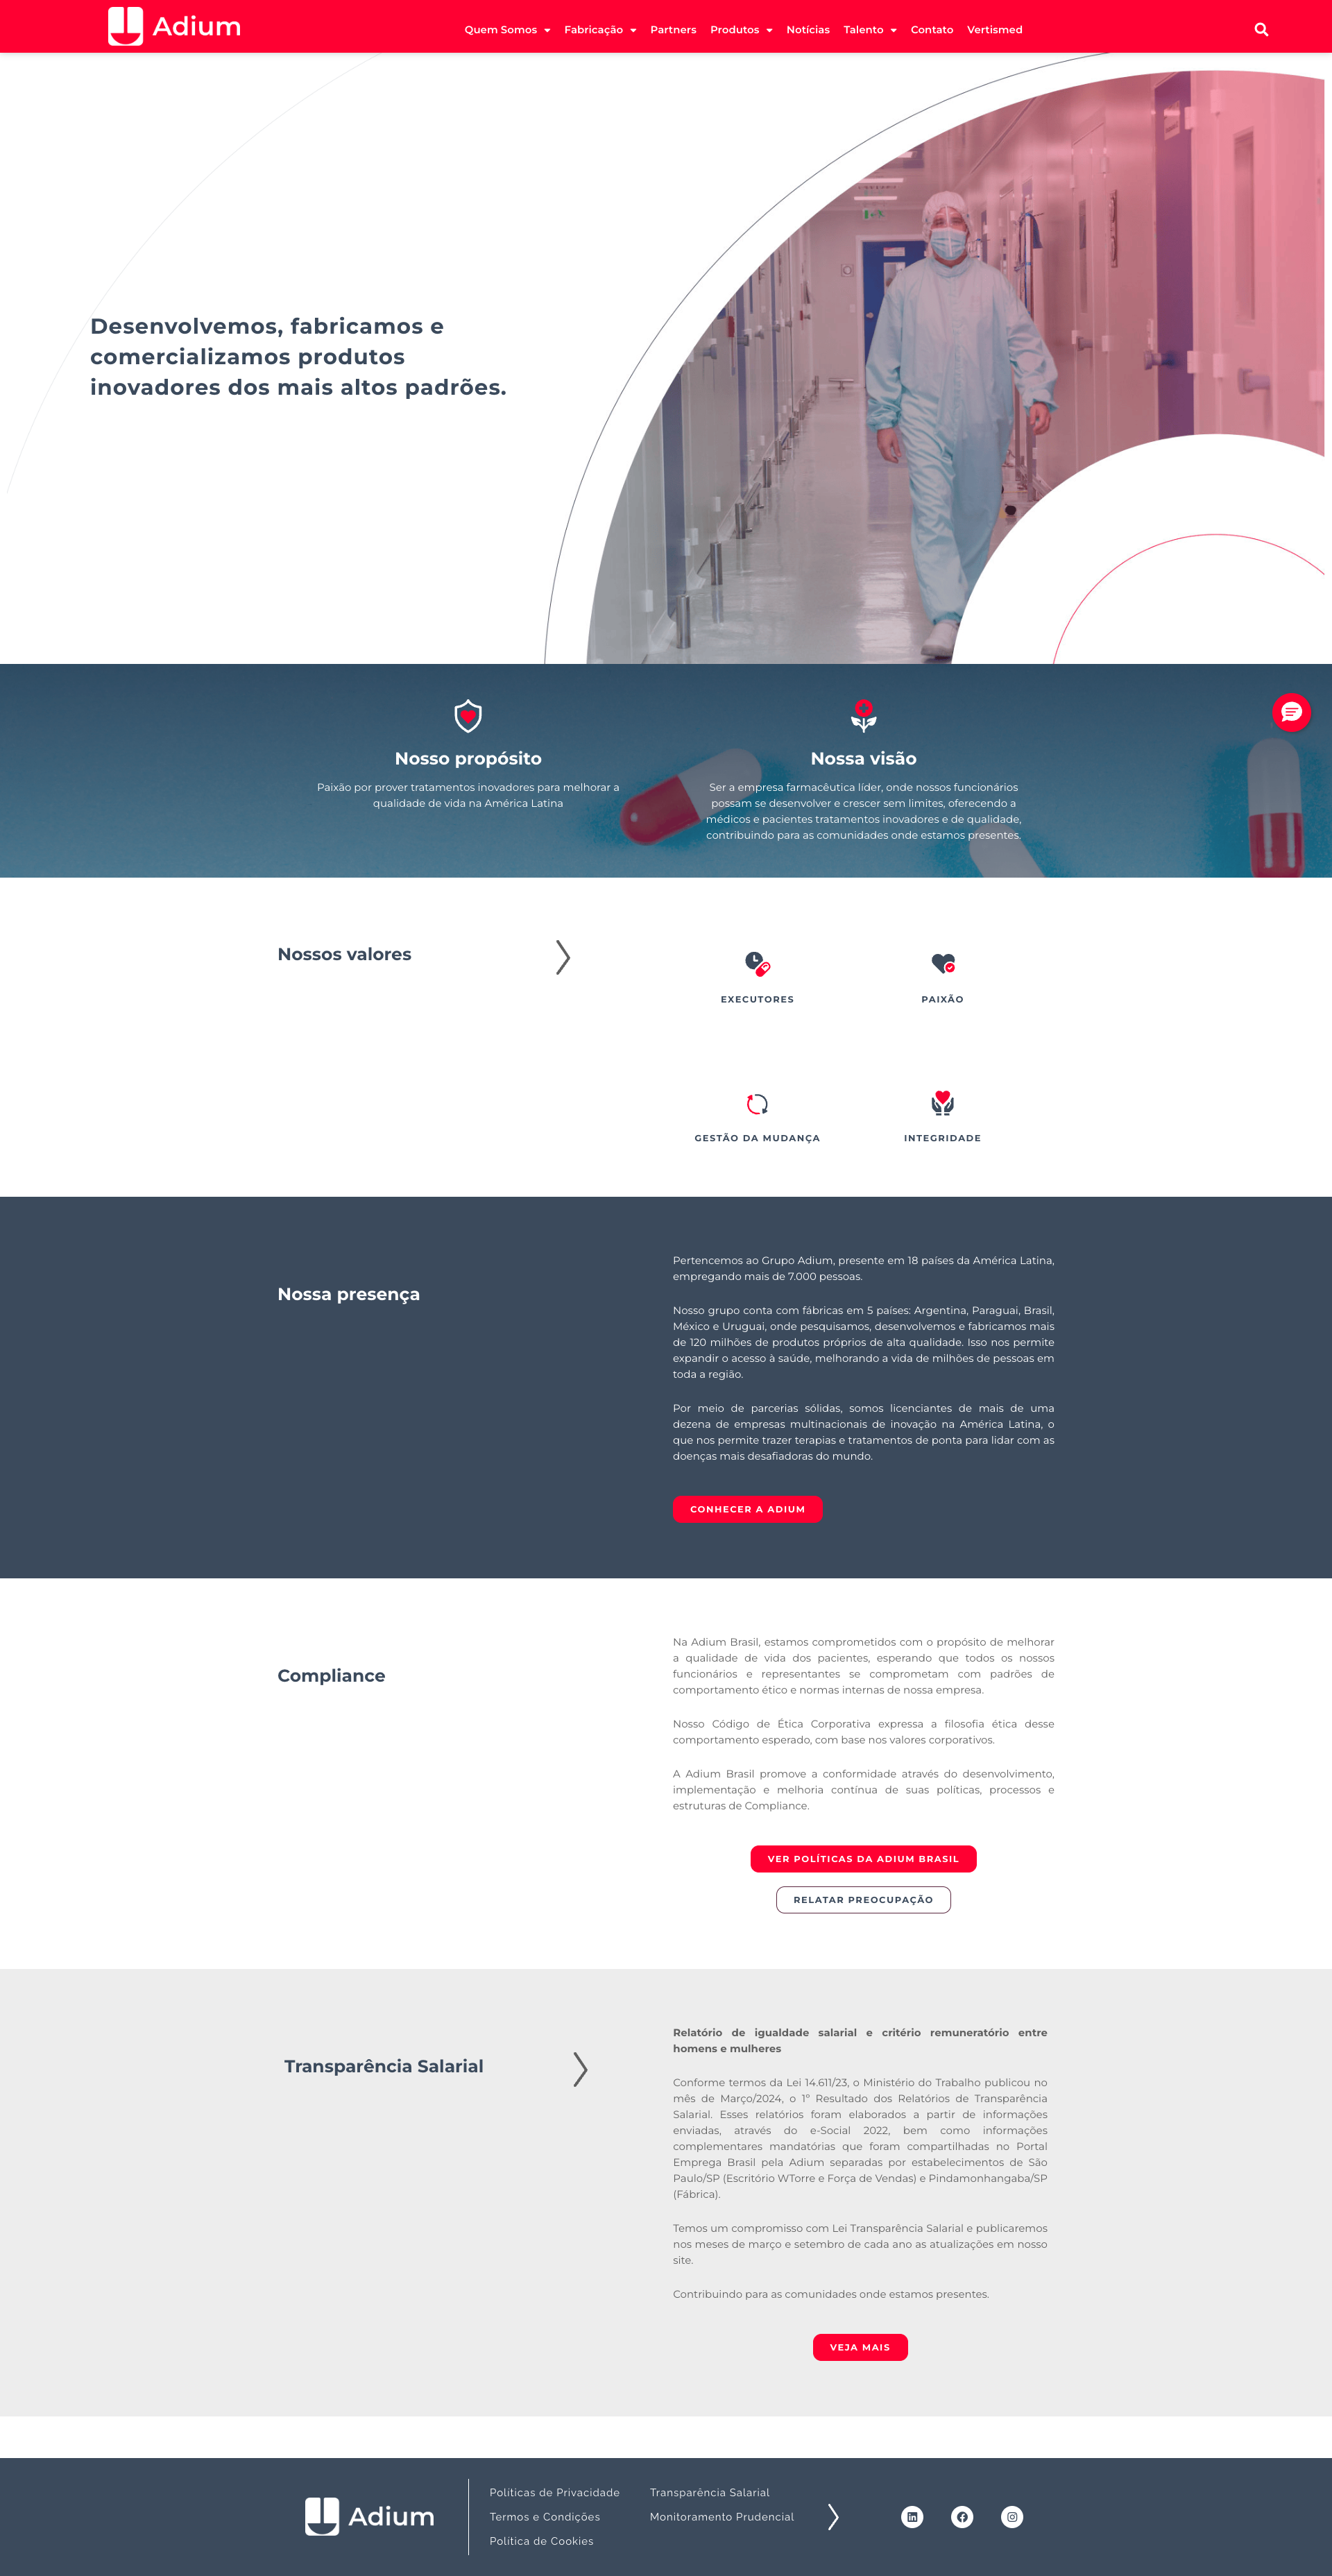 Adium
Quem Somos
Fabricação
Partners
Produtos
Notícias
Talento
Contato
Vertismed
Desenvolvemos, fabricamos e
comercializamos produtos
inovadores dos mais altos padrões.
Nosso propósito
Paixão por prover tratamentos inovadores para melhorar a
qualidade de vida na América Latina
Nossa visão
Ser a empresa farmacêutica líder, onde nossos funcionários
possam se desenvolver e crescer sem limites, oferecendo a
médicos e pacientes tratamentos inovadores e de qualidade,
contribuindo para as comunidades onde estamos presentes.
Nossos valores
EXECUTORES
PAIXÃO
GESTÃO DA MUDANÇA
INTEGRIDADE
Nossa presença
Pertencemos ao Grupo Adium, presente em 18 países da América Latina,
empregando mais de 7.000 pessoas.
Nosso grupo conta com fábricas em 5 países: Argentina, Paraguai, Brasil,
México e Uruguai, onde pesquisamos, desenvolvemos e fabricamos mais
de 120 milhões de produtos próprios de alta qualidade. Isso nos permite
expandir o acesso à saúde, melhorando a vida de milhões de pessoas em
toda a região.
Por meio de parcerias sólidas, somos licenciantes de mais de uma
dezena de empresas multinacionais de inovação na América Latina, o
que nos permite trazer terapias e tratamentos de ponta para lidar com as
doenças mais desafiadoras do mundo.
CONHECER A ADIUM
Compliance
Na Adium Brasil, estamos comprometidos com o propósito de melhorar
a qualidade de vida dos pacientes, esperando que todos os nossos
funcionários e representantes se comprometam com padrões de
comportamento ético e normas internas de nossa empresa.
Nosso Código de Ética Corporativa expressa a filosofia ética desse
comportamento esperado, com base nos valores corporativos.
A Adium Brasil promove a conformidade através do desenvolvimento,
implementação e melhoria contínua de suas políticas, processos e
estruturas de Compliance.
VER POLÍTICAS DA ADIUM BRASIL
RELATAR PREOCUPAÇÃO
Transparência Salarial
Relatório de igualdade salarial e critério remuneratório entre
homens e mulheres
Conforme termos da Lei 14.611/23, o Ministério do Trabalho publicou no
mês de Março/2024, o 1º Resultado dos Relatórios de Transparência
Salarial. Esses relatórios foram elaborados a partir de informações
enviadas, através do e-Social 2022, bem como informações
complementares mandatórias que foram compartilhadas no Portal
Emprega Brasil pela Adium separadas por estabelecimentos de São
Paulo/SP (Escritório WTorre e Força de Vendas) e Pindamonhangaba/SP
(Fábrica).
Temos um compromisso com Lei Transparência Salarial e publicaremos
nos meses de março e setembro de cada ano as atualizações em nosso
site.
Contribuindo para as comunidades onde estamos presentes.
VEJA MAIS
Adium
Políticas de Privacidade
Termos e Condições
Política de Cookies
Transparência Salarial
Monitoramento Prudencial